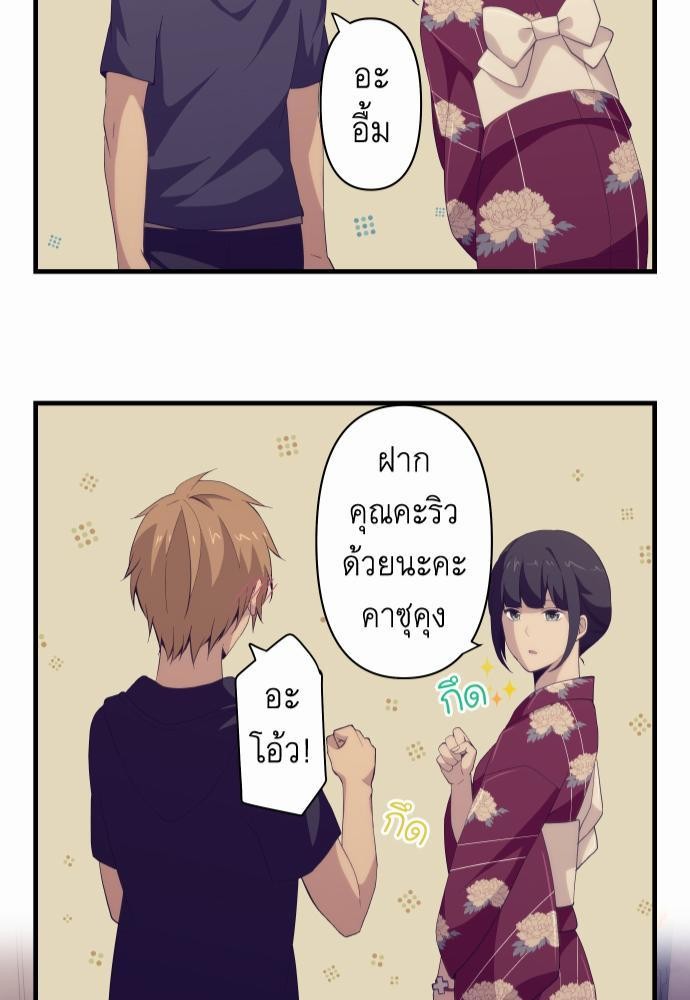 อะ
อื้ม
ฝาก
คุณคะริว
ด้วยนะคะ
คาซุคุง
กึด
อะ
โอ้ว!
กึด